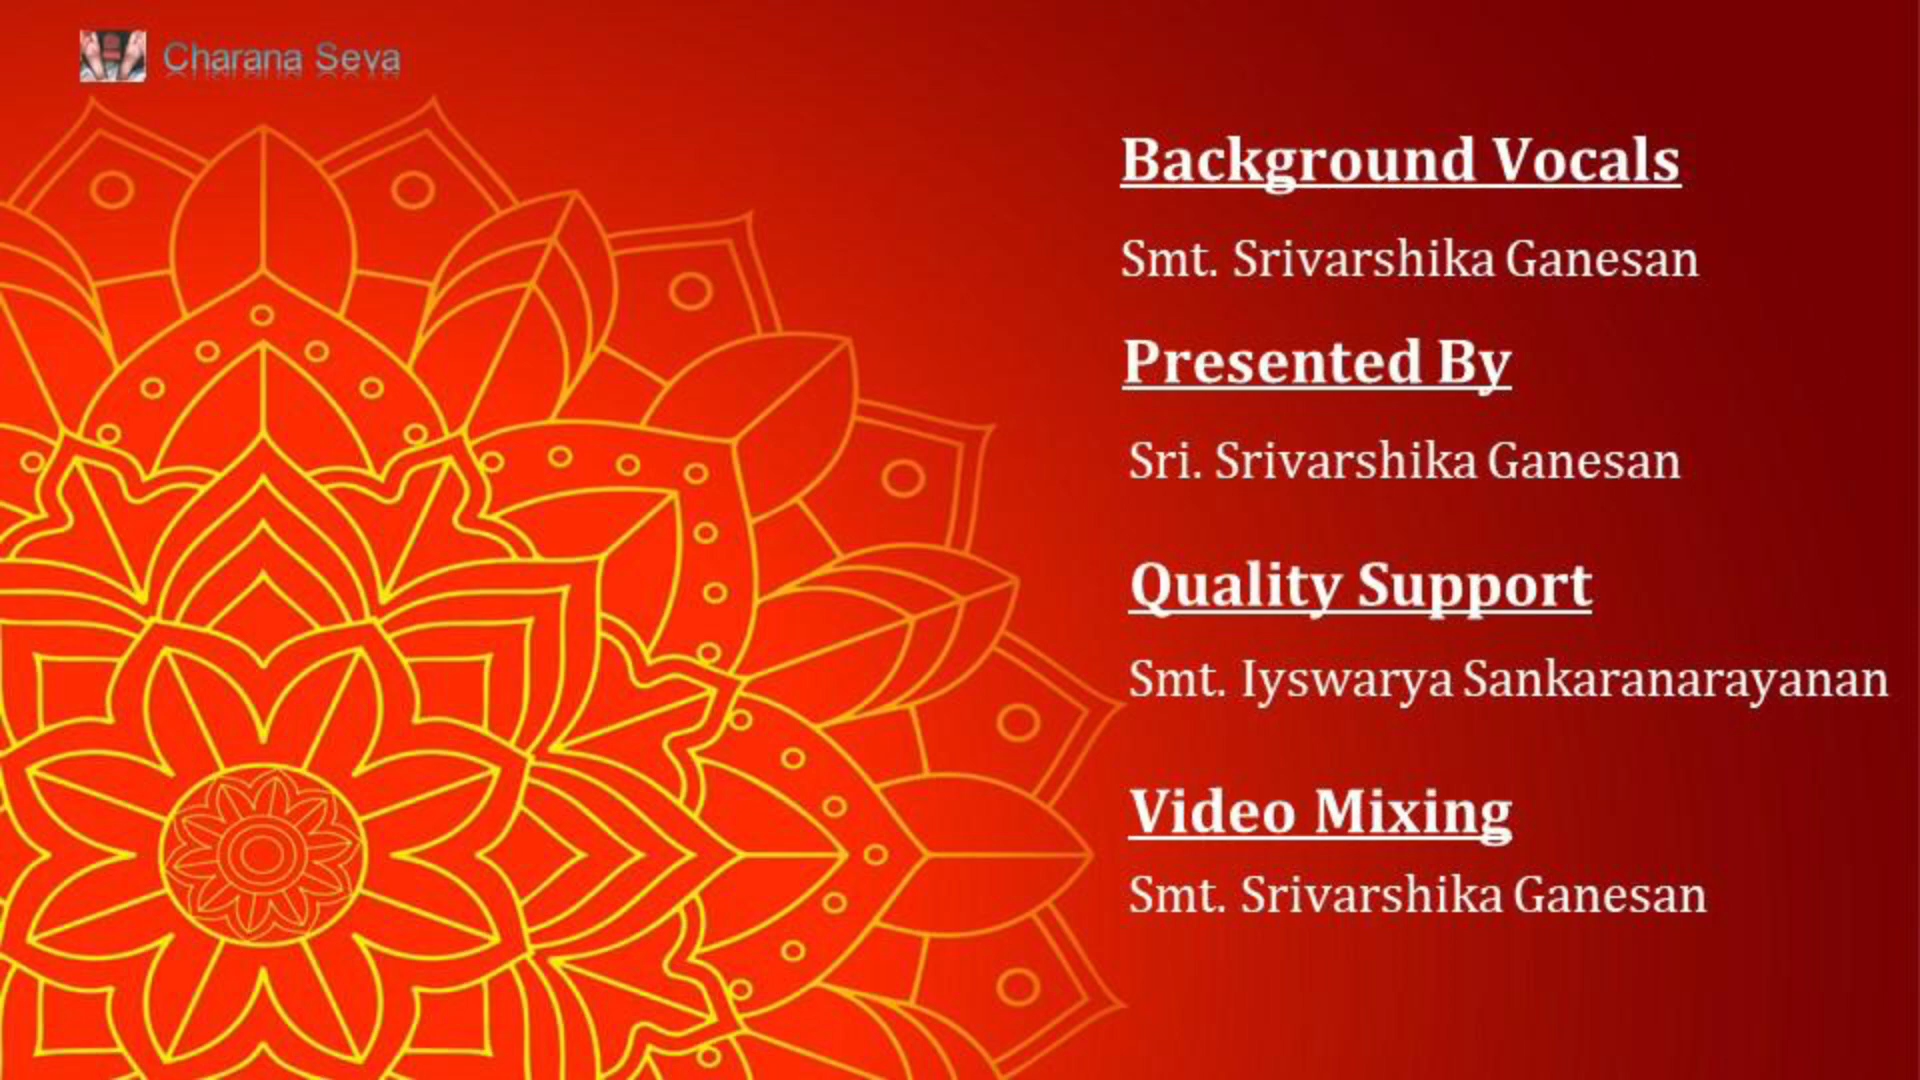 Charana Seva
Background Vocals
Smt. Srivarshika Ganesan
Presented By
Sri. Srivarshika Ganesan
Quality Support
Smt. Iyswarya Sankaranarayanan
Video Mixing
Smt. Srivarshika Ganesan